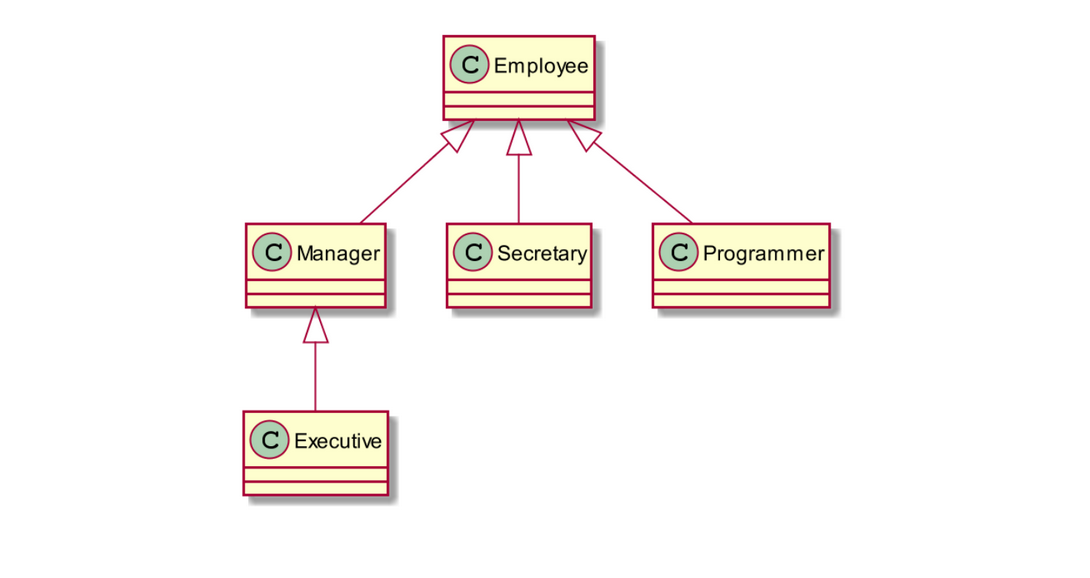 C Employee
C Manager
C Secretary
C Programmer
C Executive